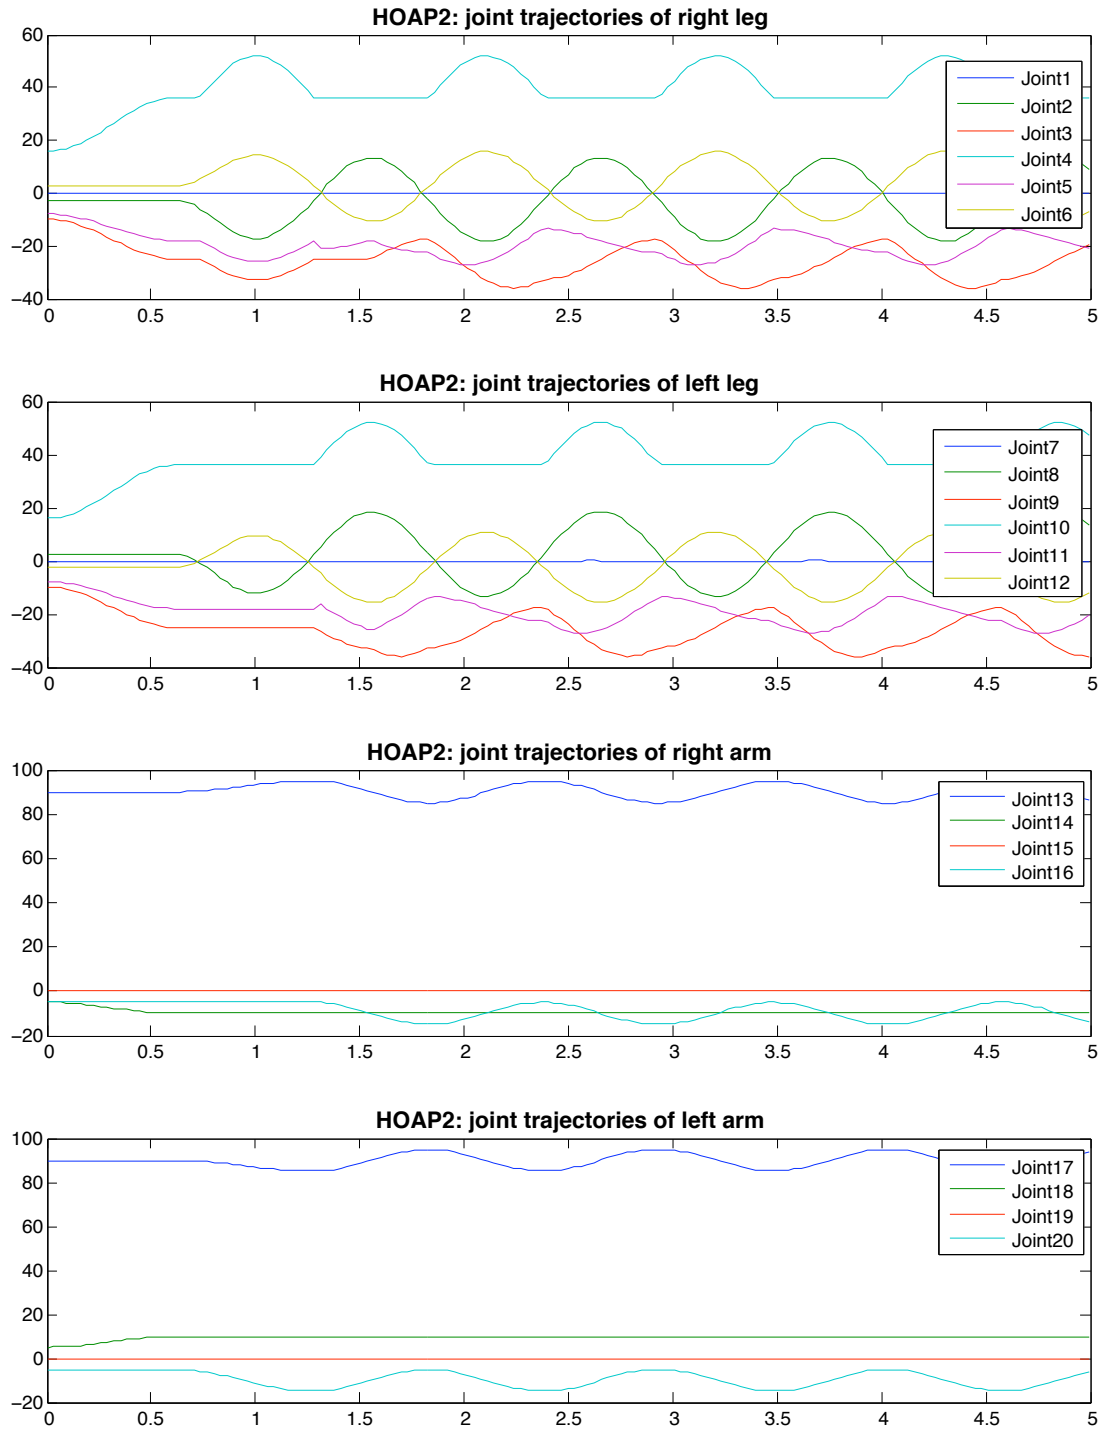 HOAP2: joint trajectories of right leg
60
40
20
0
−20
−40
0 0.5 1 1.5 2 2.5 3 3.5 4 4.5 5
Joint1
Joint2
Joint3
Joint4
Joint5
Joint6
HOAP2: joint trajectories of left leg
60
40
20
0
−20
−40
0 0.5 1 1.5 2 2.5 3 3.5 4 4.5 5
Joint7
Joint8
Joint9
Joint10
Joint11
Joint12
HOAP2: joint trajectories of right arm
100
80
60
40
20
0
−20
0 0.5 1 1.5 2 2.5 3 3.5 4 4.5 5
Joint13
Joint14
Joint15
Joint16
HOAP2: joint trajectories of left arm
100
80
60
40
20
0
−20
0 0.5 1 1.5 2 2.5 3 3.5 4 4.5 5
Joint17
Joint18
Joint19
Joint20